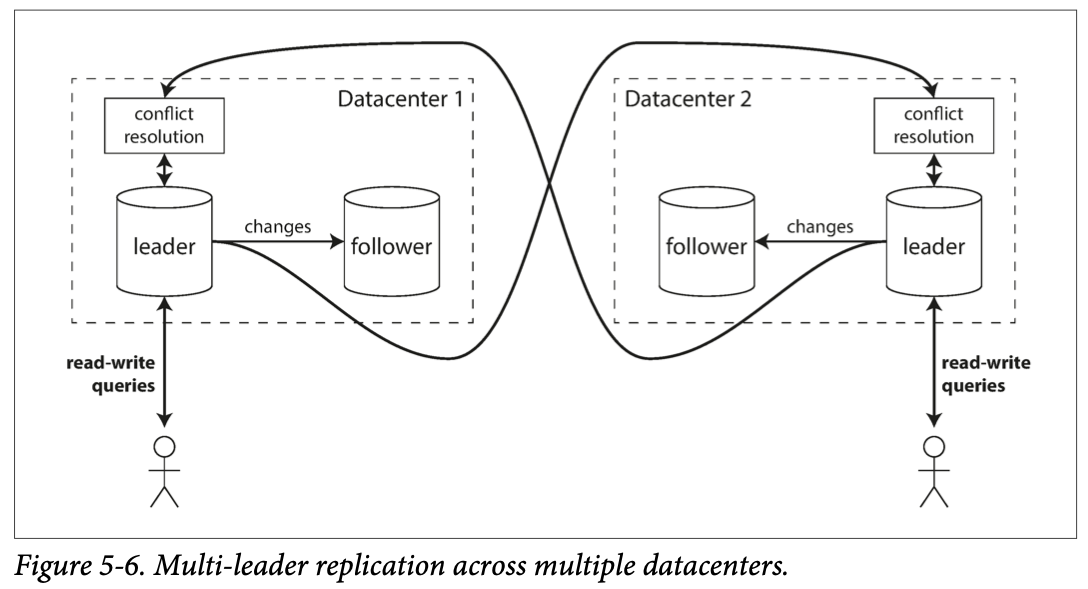 Datacenter 1
conflict
resolution
leader
changes
follower
read-write
queries
Datacenter 2
conflict
resolution
follower
changes
leader
read-write
queries
Figure 5-6. Multi-leader replication across multiple datacenters.